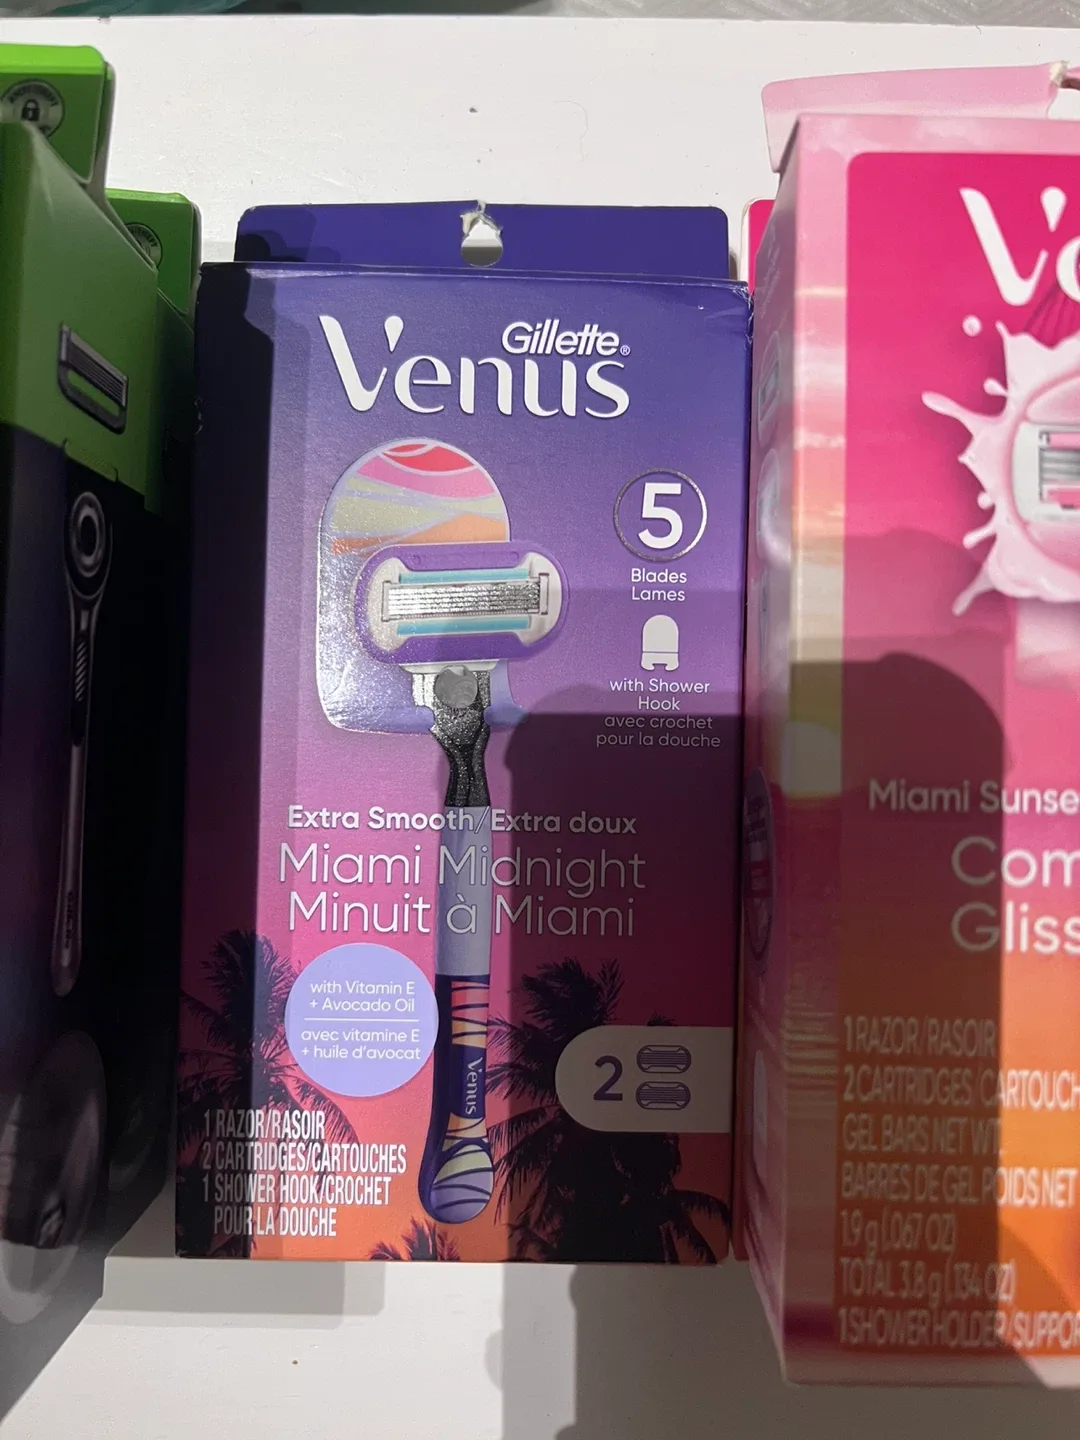 Gillette®
Venus
5
Blades
Lames
with Shower
Hook
avec crochet
pour la douche
Extra Smooth/Extra doux
Miami Midnight
Minuit à Miami
with Vitamin E
+ Avocado Oil
avec vitamine E
+ huile d'avocat
Venus
2
1 RAZOR/RASOIR
2 CARTRIDGES/CARTOUCHES
1 SHOWER HOOK/CROCHET
POUR LA DOUCHE
Ve
Miami Sunse
Com
Gliss
1 RAZOR/RASOIR
2 CARTRIDGES/CARTOUCH
GEL BARS NET WT
BARRES DE GEL POIDS NET
1.9 g (.067 OZ)
TOTAL 3.8 g (.134 OZ)
1 SHOWER HOLDER/SUPPOR